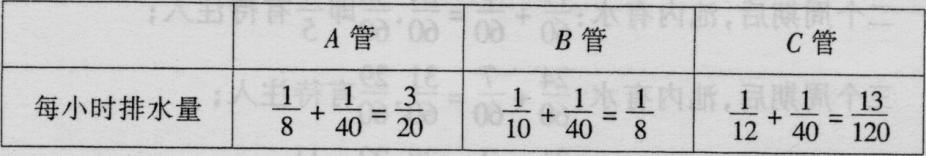 A 管 B 管 C 管
每小时排水量 1/8 + 1/40 = 3/20 1/10 + 1/40 = 1/8 1/12 + 1/40 = 13/120